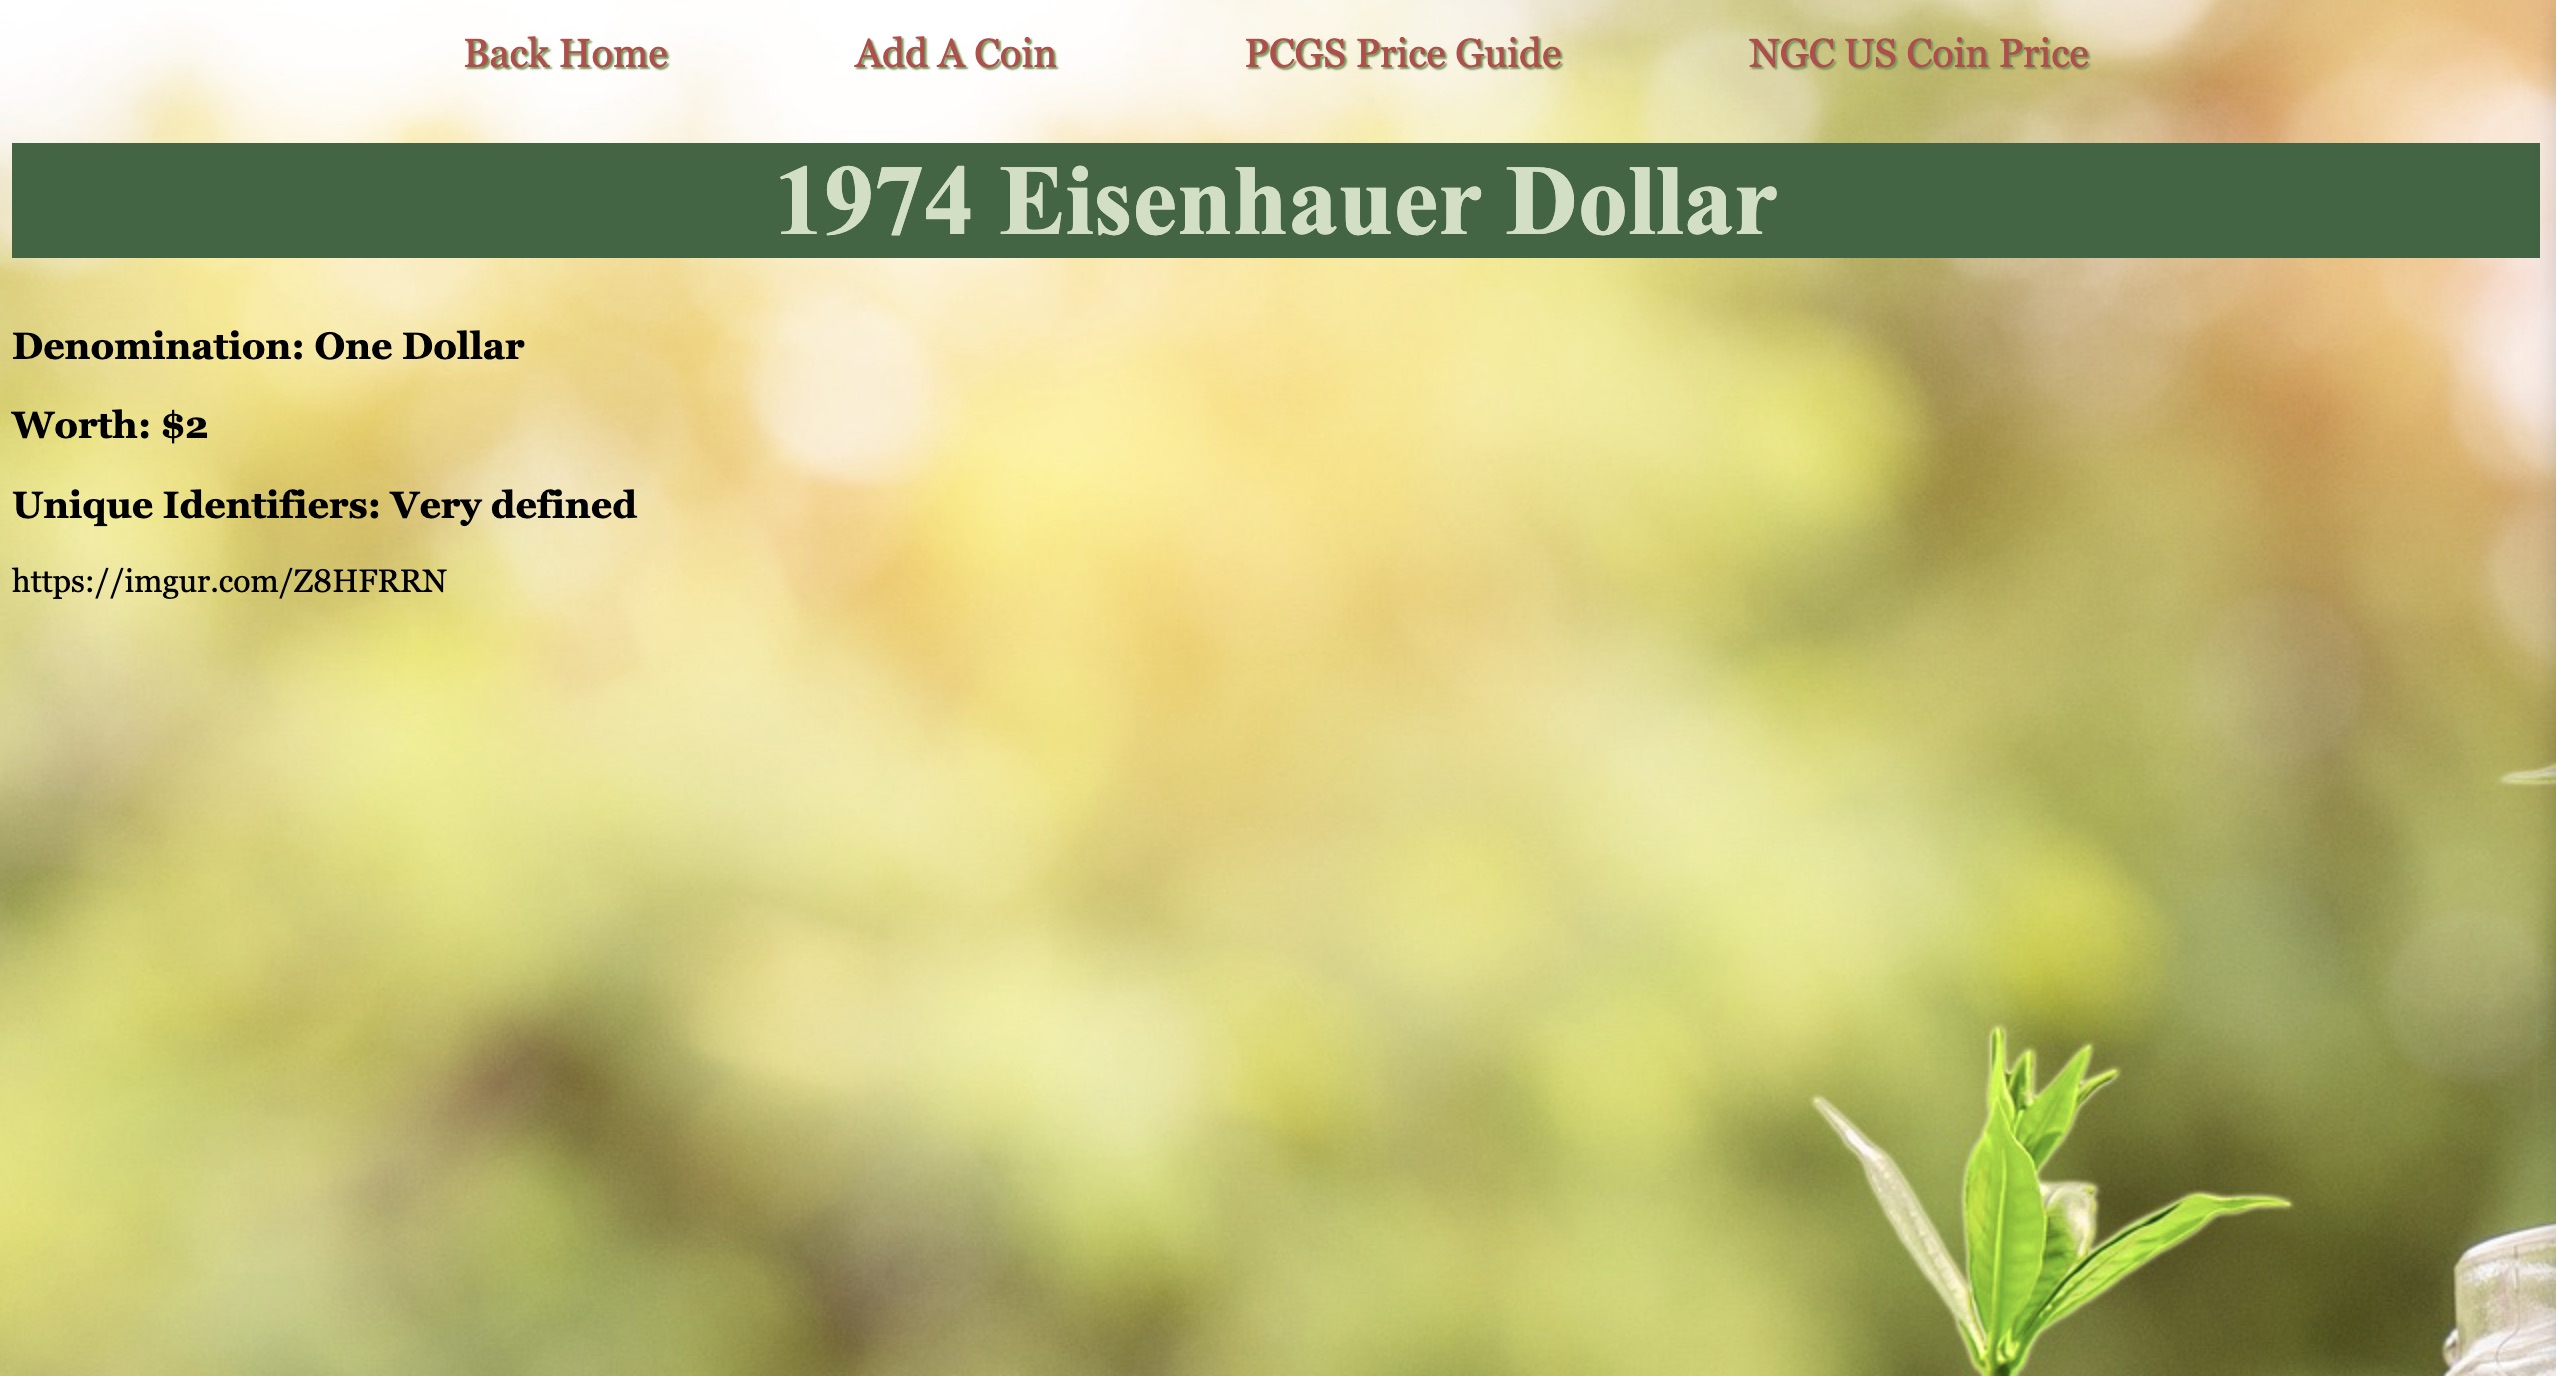 Back Home Add A Coin PCGS Price Guide NGC US Coin Price
1974 Eisenhauer Dollar
Denomination: One Dollar
Worth: $2
Unique Identifiers: Very defined
https://imgur.com/Z8HFRRN